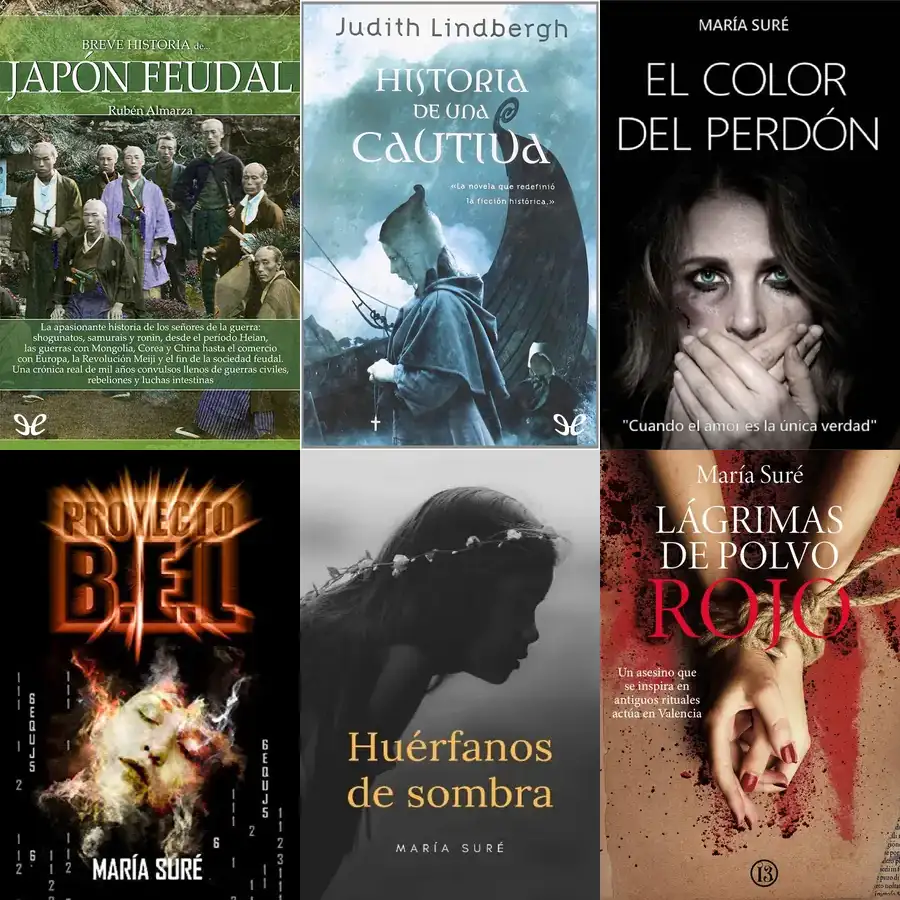 BREVE HISTORIA de...
JAPÓN FEUDAL
Rubén Almarza
La apasionante historia de los señores de la guerra:
shogunatos, samurais y ronin, desde el periodo Heian,
las guerras con Mongolia, Corea y China hasta el comercio
con Europa, la Revolución Meiji y el fin de la sociedad feudal.
Una crónica real de mil años convulsos llenos de guerras civiles,
rebeliones y luchas intestinas
Judith Lindbergh
HISTORIA
DE UNA
CAUTIVA
«La novela que redefinió
la ficción histórica.»
MARÍA SURÉ
EL COLOR
DEL PERDÓN
"Cuando el amor es la única verdad"
PROYECTO
B.E.L
6EQUJ5
6EQUJ5
MARÍA SURÉ
Huérfanos
de sombra
MARÍA SURÉ
María Suré
LÁGRIMAS
DE POLVO
ROJO
Un asesino que
se inspira en
antiguos rituales
actúa en Valencia
13